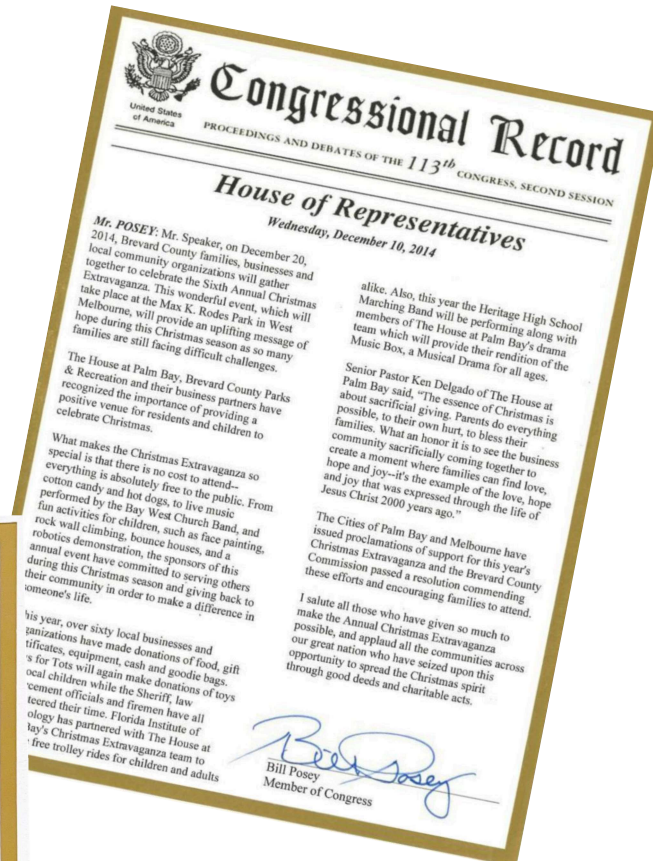 United States
of America
Congressional Record
PROCEEDINGS AND DEBATES OF THE 113th CONGRESS, SECOND SESSION
House of Representatives
Wednesday, December 10, 2014
Mr. POSEY: Mr. Speaker, on December 20,
2014, Brevard County families, businesses and
local community organizations will gather
together to celebrate the Sixth Annual Christmas
Extravaganza. This wonderful event, which will
take place at the Max K. Rodes Park in West
Melbourne, will provide an uplifting message of
hope during this Christmas season as so many
families are still facing difficult challenges.
The House at Palm Bay, Brevard County Parks
& Recreation and their business partners have
recognized the importance of providing a
positive venue for residents and children to
celebrate Christmas.
What makes the Christmas Extravaganza so
special is that there is no cost to attend--
everything is absolutely free to the public. From
cotton candy and hot dogs, to live music
performed by the Bay West Church Band, and
fun activities for children, such as face painting,
rock wall climbing, bounce houses, and a
robotics demonstration, the sponsors of this
annual event have committed to serving others
during this Christmas season and giving back to
their community in order to make a difference in
omeone's life.
his year, over sixty local businesses and
ganizations have made donations of food, gift
tificates, equipment, cash and goodie bags.
s for Tots will again make donations of toys
ocal children while the Sheriff, law
cement officials and firemen have all
teered their time. Florida Institute of
ology has partnered with The House at
Bay's Christmas Extravaganza team to
free trolley rides for children and adults
alike. Also, this year the Heritage High School
Marching Band will be performing along with
members of The House at Palm Bay's drama
team which will provide their rendition of the
Music Box, a Musical Drama for all ages.
Senior Pastor Ken Delgado of The House at
Palm Bay said, "The essence of Christmas is
about sacrificial giving. Parents do everything
possible, to their own hurt, to bless their
families. What an honor it is to see the business
community sacrificially coming together to
create a moment where families can find love,
hope and joy--it's the example of the love, hope
and joy that was expressed through the life of
Jesus Christ 2000 years ago."
The Cities of Palm Bay and Melbourne have
issued proclamations of support for this year's
Christmas Extravaganza and the Brevard County
Commission passed a resolution commending
these efforts and encouraging families to attend.
I salute all those who have given so much to
make the Annual Christmas Extravaganza
possible, and applaud all the communities across
our great nation who have seized upon this
opportunity to spread the Christmas spirit
through good deeds and charitable acts.
Bill Posey
Bill Posey
Member of Congress